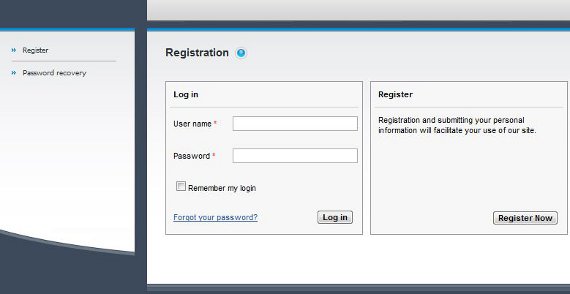 » Register
» Password recovery
Registration
Log in
User name *
Password *
Remember my login
Forgot your password?
Log in
Register
Registration and submitting your personal
information will facilitate your use of our site.
Register Now